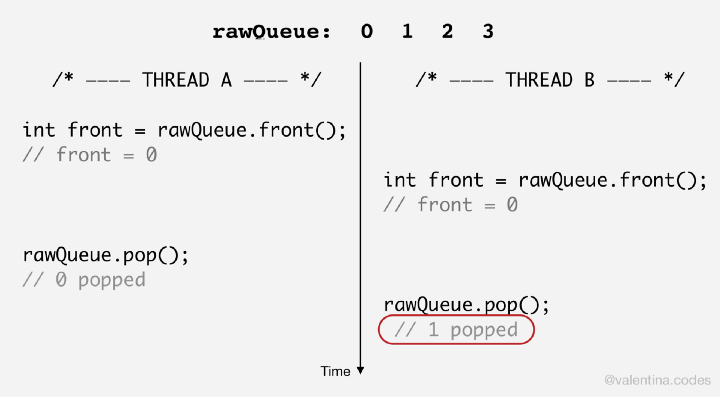 rawQueue: 0 1 2 3
/* ---- THREAD A ---- */
int front = rawQueue.front();
// front = 0
rawQueue.pop();
// 0 popped
/* ---- THREAD B ---- */
int front = rawQueue.front();
// front = 0
rawQueue.pop();
// 1 popped
Time
@valentina.codes